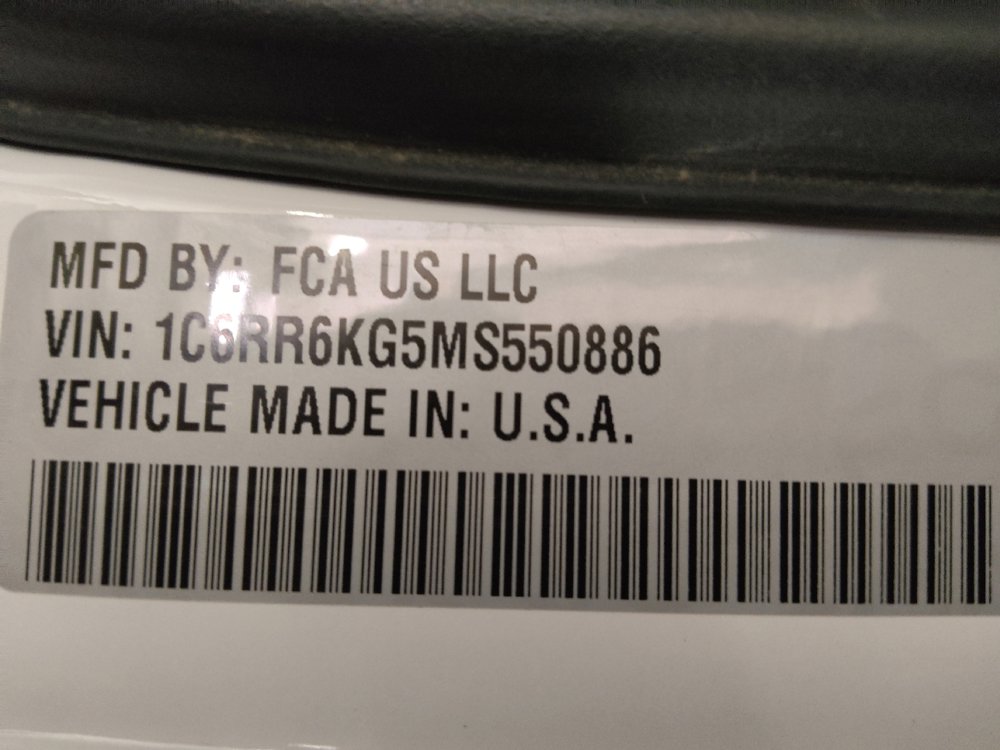 MFD BY: FCA US LLC
VIN: 1C6RR6KG5MS550886
VEHICLE MADE IN: U.S.A.